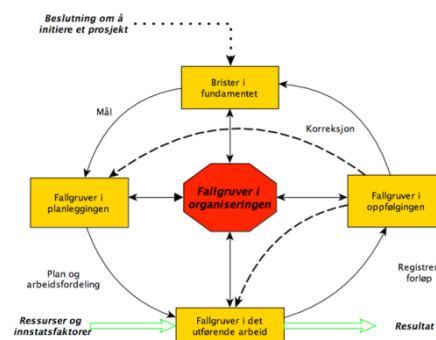 Beslutning om å
initiere et prosjekt
Brister i
fundamentet
Mål
Korreksjon
Fallgruver i
planleggingen
Fallgruver i
organiseringen
Fallgruver i
oppfølgingen
Plan og
arbeidsfordeling
Registrer
forløp
Ressurser og
innstatsfaktorer
Fallgruver i det
utførende arbeid
Resultat